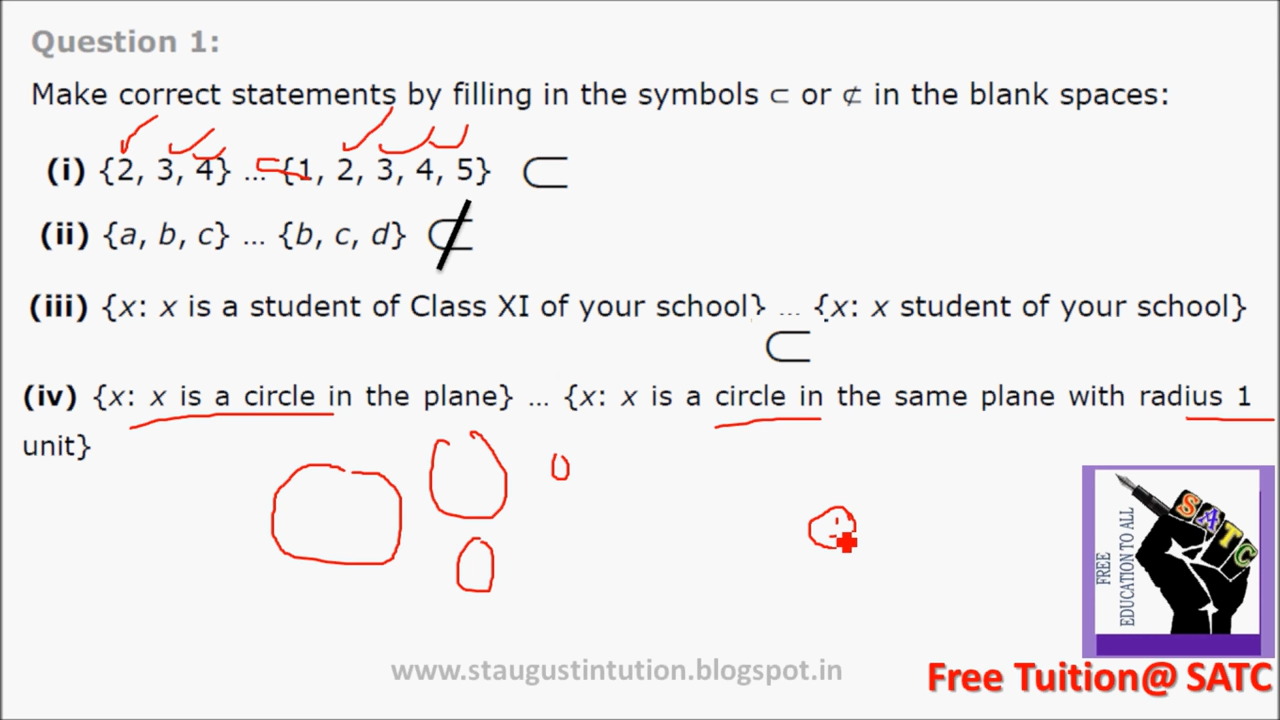 Question 1:
Make correct statements by filling in the symbols ⊂ or ⊄ in the blank spaces:
(i) {2, 3, 4} … {1, 2, 3, 4, 5} ⊂
(ii) {a, b, c} … {b, c, d} ⊄
(iii) {x: x is a student of Class XI of your school} … {x: x student of your school}
⊂
(iv) {x: x is a circle in the plane} … {x: x is a circle in the same plane with radius 1
unit}
SATC
FREE
EDUCATION TO ALL
www.staugustintution.blogspot.in
Free Tuition@ SATC